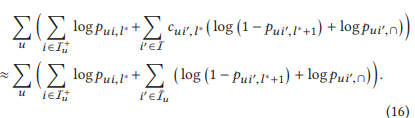 ∑_u ( ∑_{i∈I_u^+} log p_{ui,l*} + ∑_{i'∈I} c_{ui',l*} (log (1 − p_{ui',l*+1}) + log p_{ui',∩})
≈ ∑_u ( ∑_{i∈I_u^+} log p_{ui,l*} + ∑_{i'∈Ĩ_u} (log (1 − p_{ui',l*+1}) + log p_{ui',∩})).
(16)